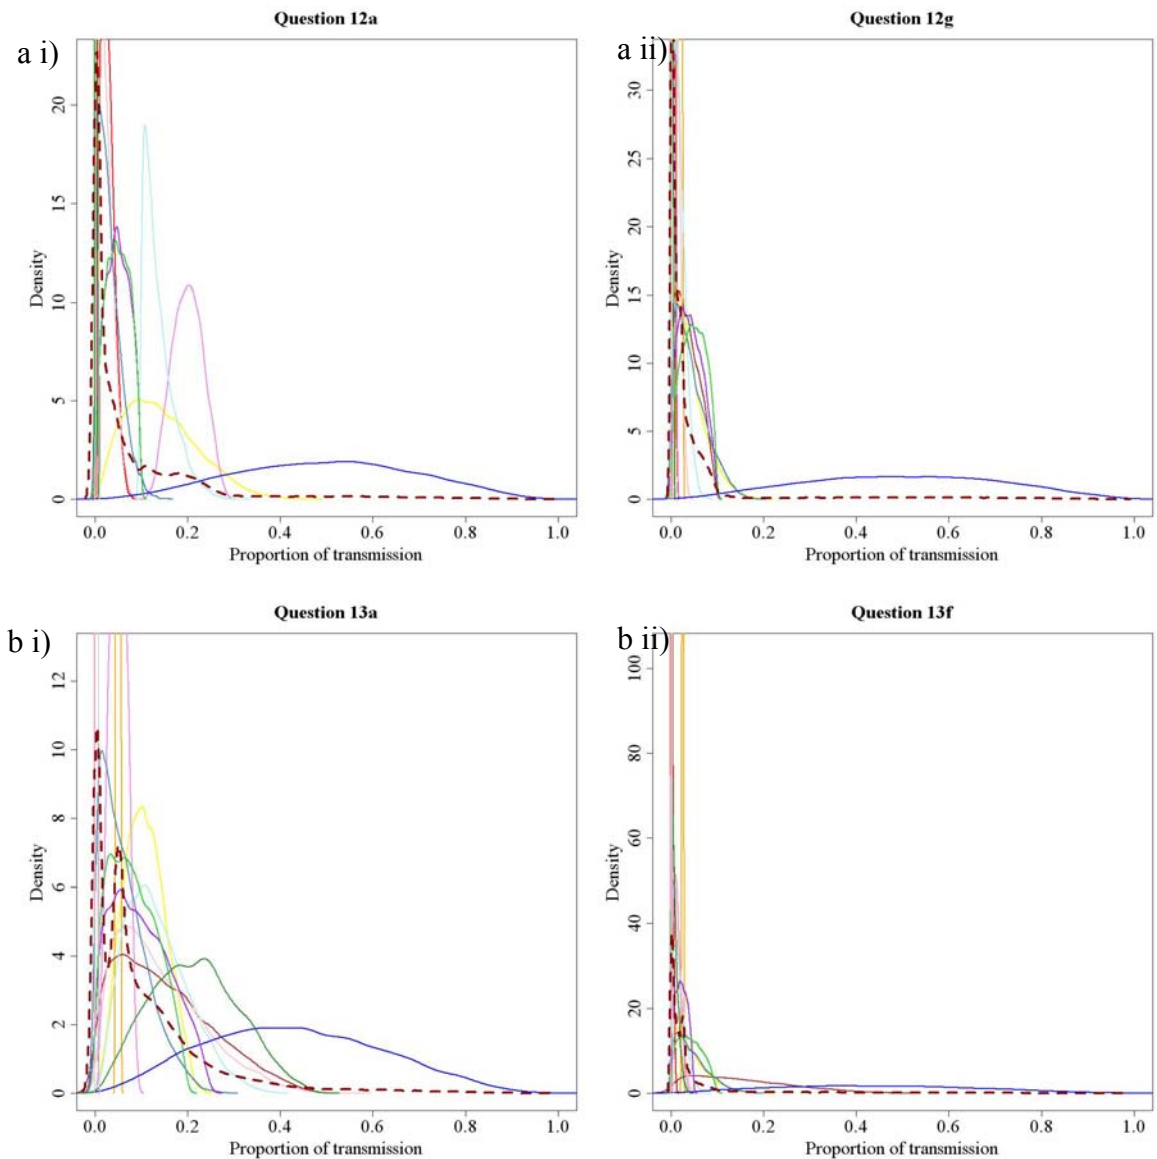 Question 12a
a i)
20
15
10
5
0
Density
0.0 0.2 0.4 0.6 0.8 1.0
Proportion of transmission
Question 12g
a ii)
30
25
20
15
10
5
0
Density
0.0 0.2 0.4 0.6 0.8 1.0
Proportion of transmission
Question 13a
b i)
12
10
8
6
4
2
0
Density
0.0 0.2 0.4 0.6 0.8 1.0
Proportion of transmission
Question 13f
b ii)
100
80
60
40
20
0
Density
0.0 0.2 0.4 0.6 0.8 1.0
Proportion of transmission